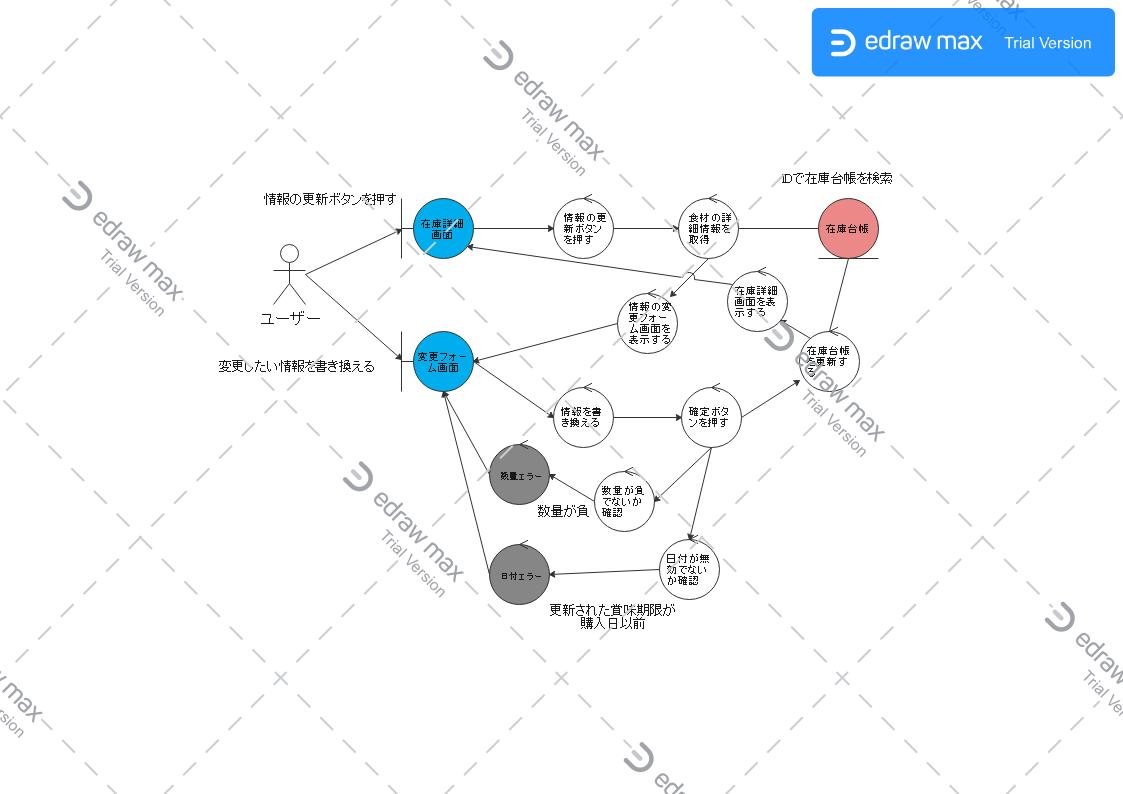 edraw max Trial Version
IDで在庫台帳を検索
情報の更新ボタンを押す
在庫詳細
画面
情報の更
新ボタン
を押す
食材の詳
細情報を
取得
在庫台帳
ユーザー
在庫詳細
画面を表
示する
情報の変
更フォー
ム画面を
表示する
変更したい情報を書き換える
変更フォー
ム画面
在庫台帳
を更新す
る
情報を書
き換える
確定ボタ
ンを押す
数量エラー
数量が負
数量が負
でないか
確認
日付エラー
日付が無
効でない
か確認
更新された賞味期限が
購入日以前
edraw max
Trial Version
edraw max
Trial Version
edraw max
Trial Version
edraw max
Trial Version